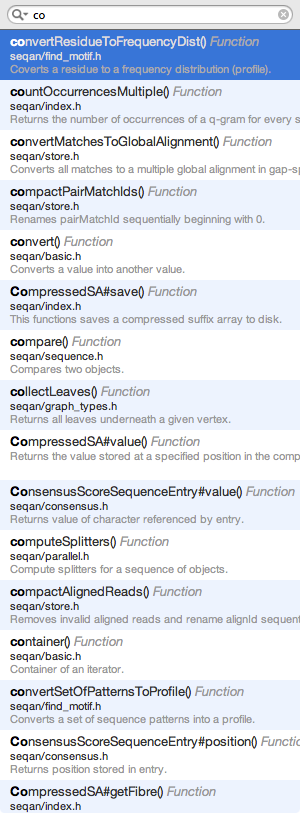 co
convertResidueToFrequencyDist() Function
seqan/find_motif.h
Coverts a residue to a frequency distribution (profile).
countOccurrencesMultiple() Function
seqan/index.h
Returns the number of occurrences of a q-gram for every s
convertMatchesToGlobalAlignment() Function
seqan/store.h
Converts all matches to a multiple global alignment in gap-sp
compactPairMatchIds() Function
seqan/store.h
Renames pairMatchId sequentially beginning with 0.
convert() Function
seqan/basic.h
Converts a value into another value.
CompressedSA#save() Function
seqan/index.h
This functions saves a compressed suffix array to disk.
compare() Function
seqan/sequence.h
Compares two objects.
collectLeaves() Function
seqan/graph_types.h
Returns all leaves underneath a given vertex.
CompressedSA#value() Function
Returns the value stored at a specified position in the comp
ConsensusScoreSequenceEntry#value() Function
seqan/consensus.h
Returns value of character referenced by entry.
computeSplitters() Function
seqan/parallel.h
Compute splitters for a sequence of objects.
compactAlignedReads() Function
seqan/store.h
Removes invalid aligned reads and rename alignId sequent
container() Function
seqan/basic.h
Container of an iterator.
convertSetOfPatternsToProfile() Function
seqan/find_motif.h
Converts a set of sequence patterns into a profile.
ConsensusScoreSequenceEntry#position() Functio
seqan/consensus.h
Returns position stored in entry.
CompressedSA#getFibre() Function
seqan/index.h